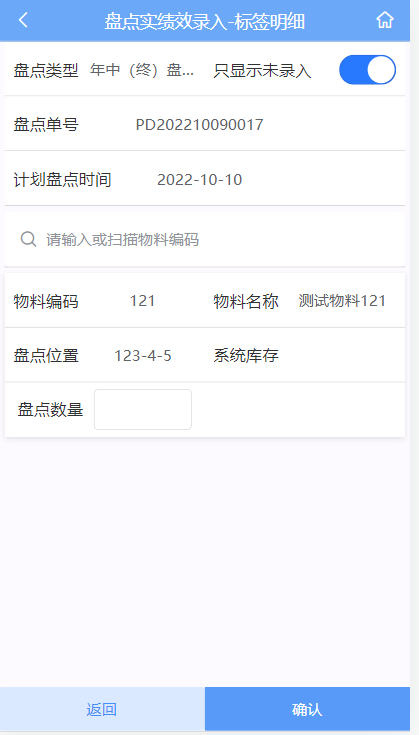 盘点实绩效录入-标签明细
盘点类型 年中（终）盘... 只显示未录入
盘点单号 PD202210090017
计划盘点时间 2022-10-10
请输入或扫描物料编码
物料编码 121 物料名称 测试物料121
盘点位置 123-4-5 系统库存
盘点数量
返回 确认